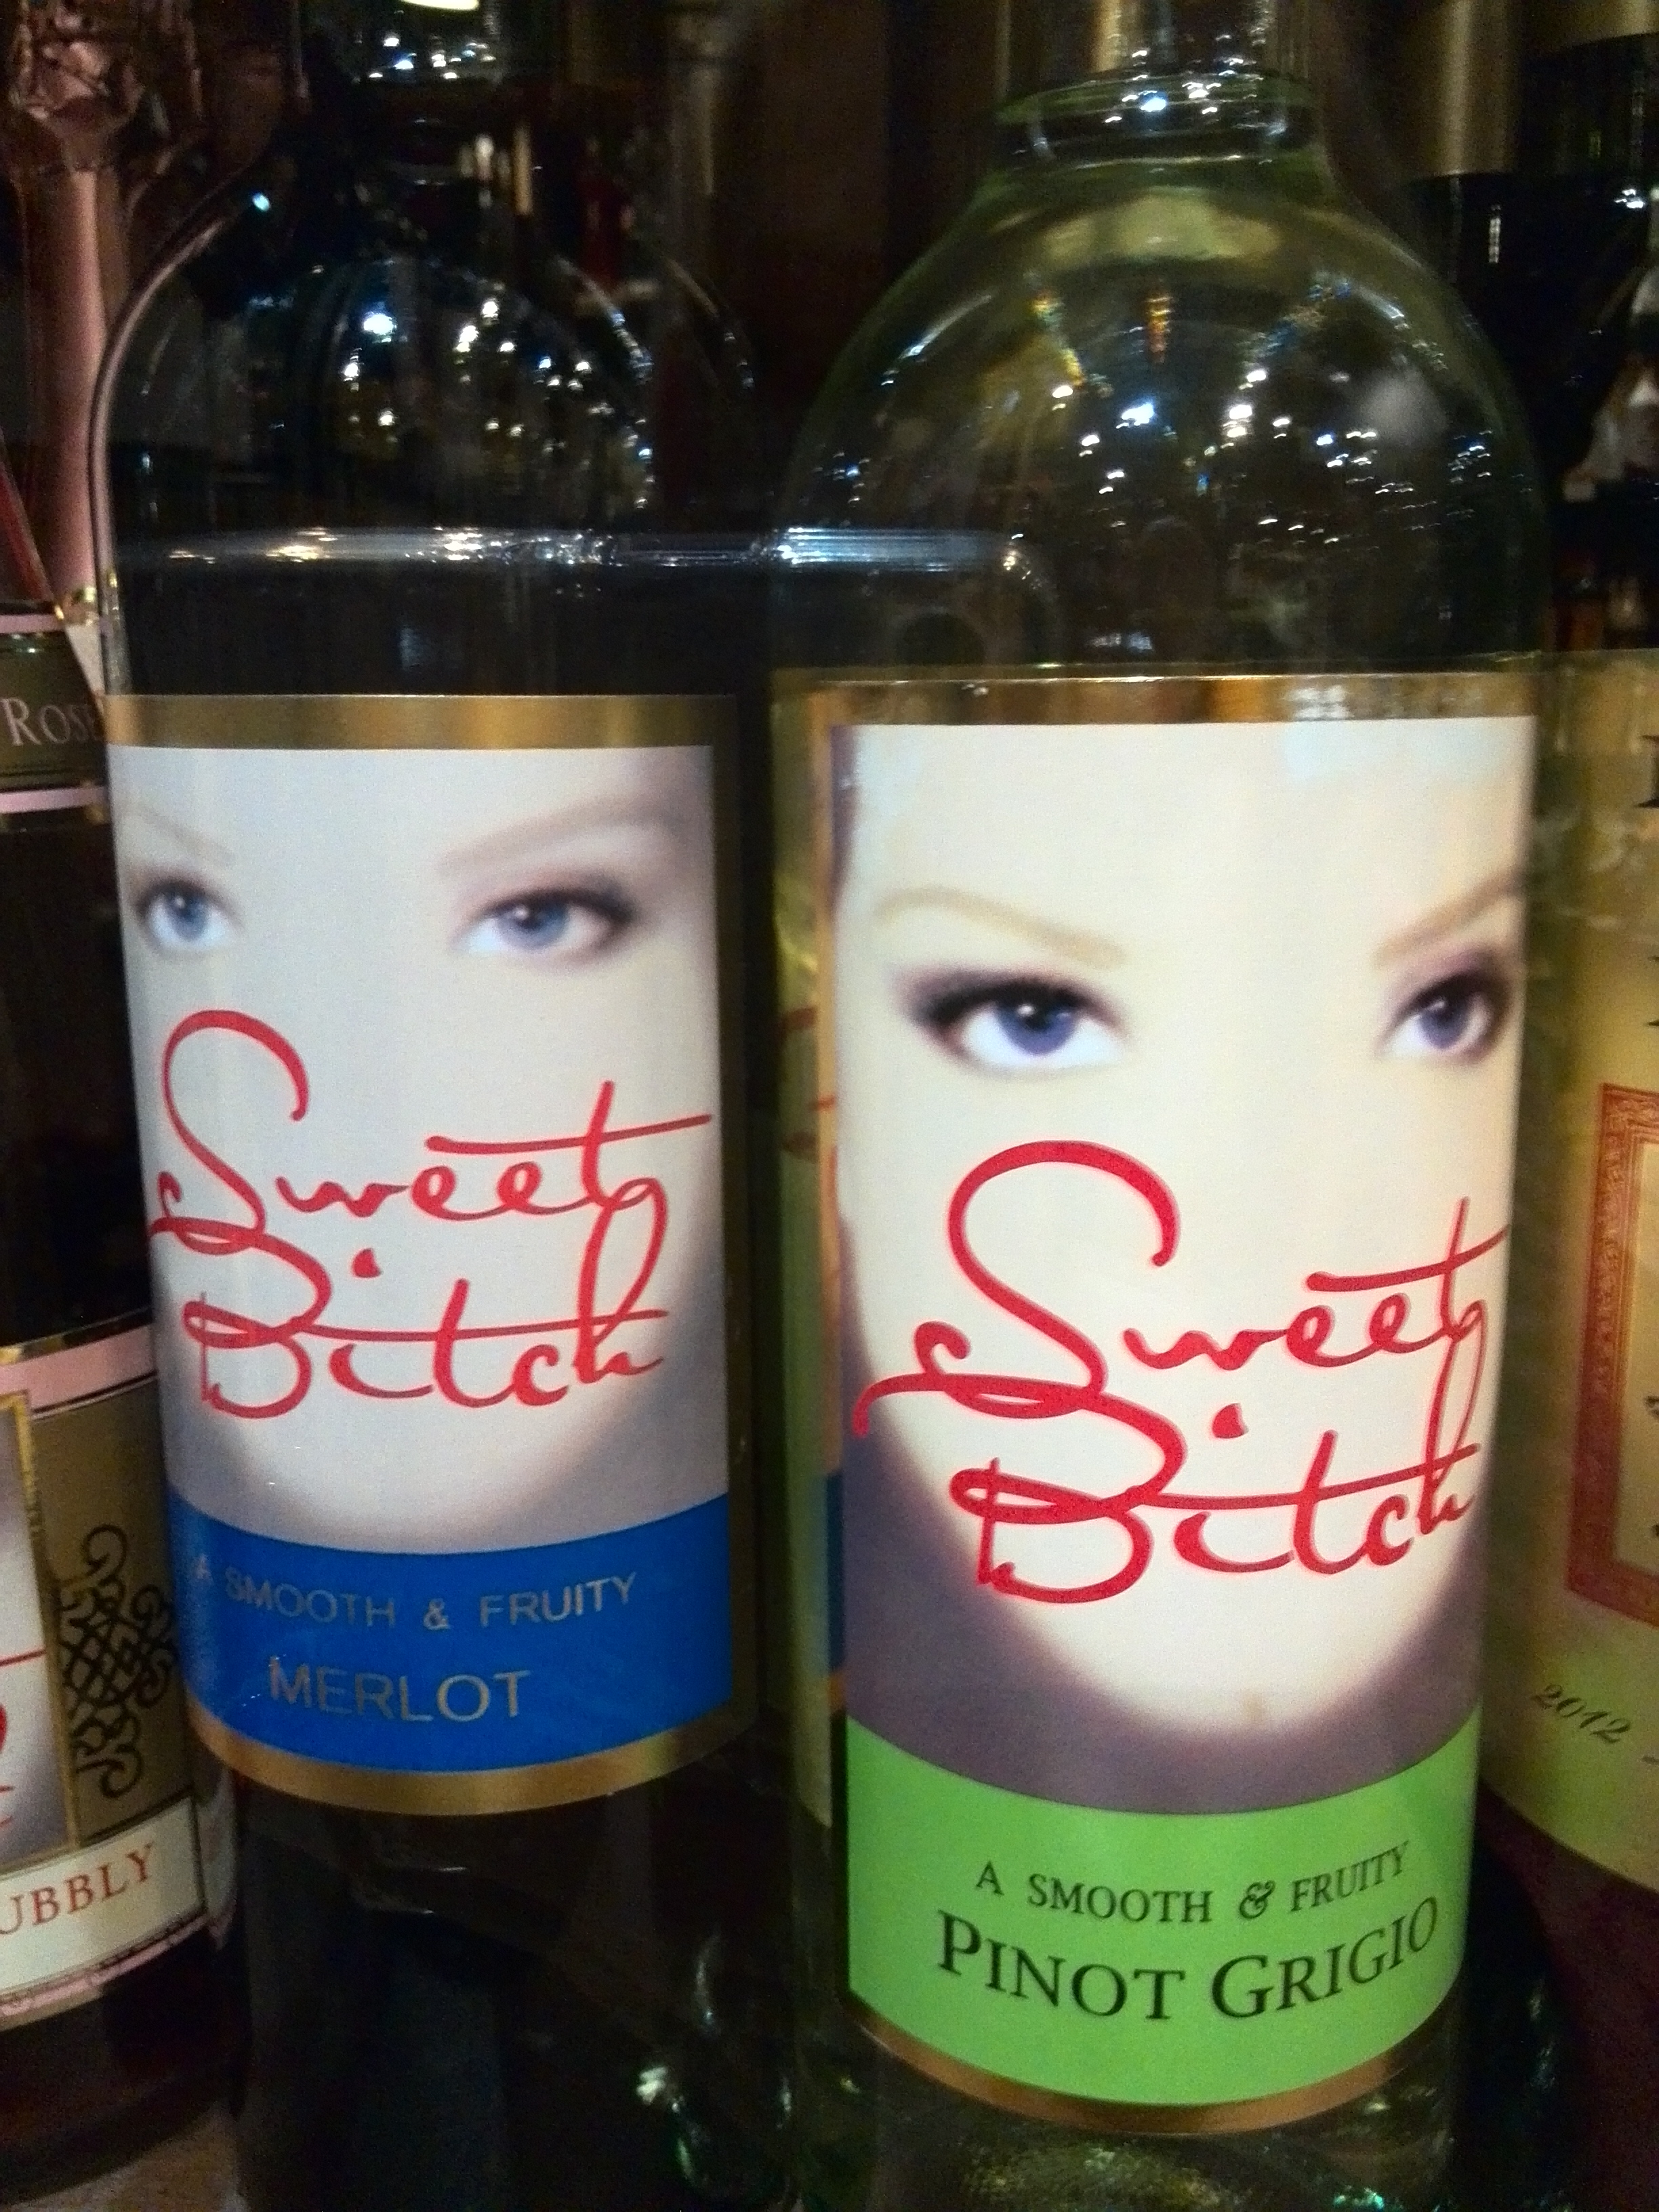 ROSE
UBBLY
Sweet
Bitch
A SMOOTH & FRUITY
MERLOT
Sweet
Bitch
A SMOOTH & FRUITY
PINOT GRIGIO
2012